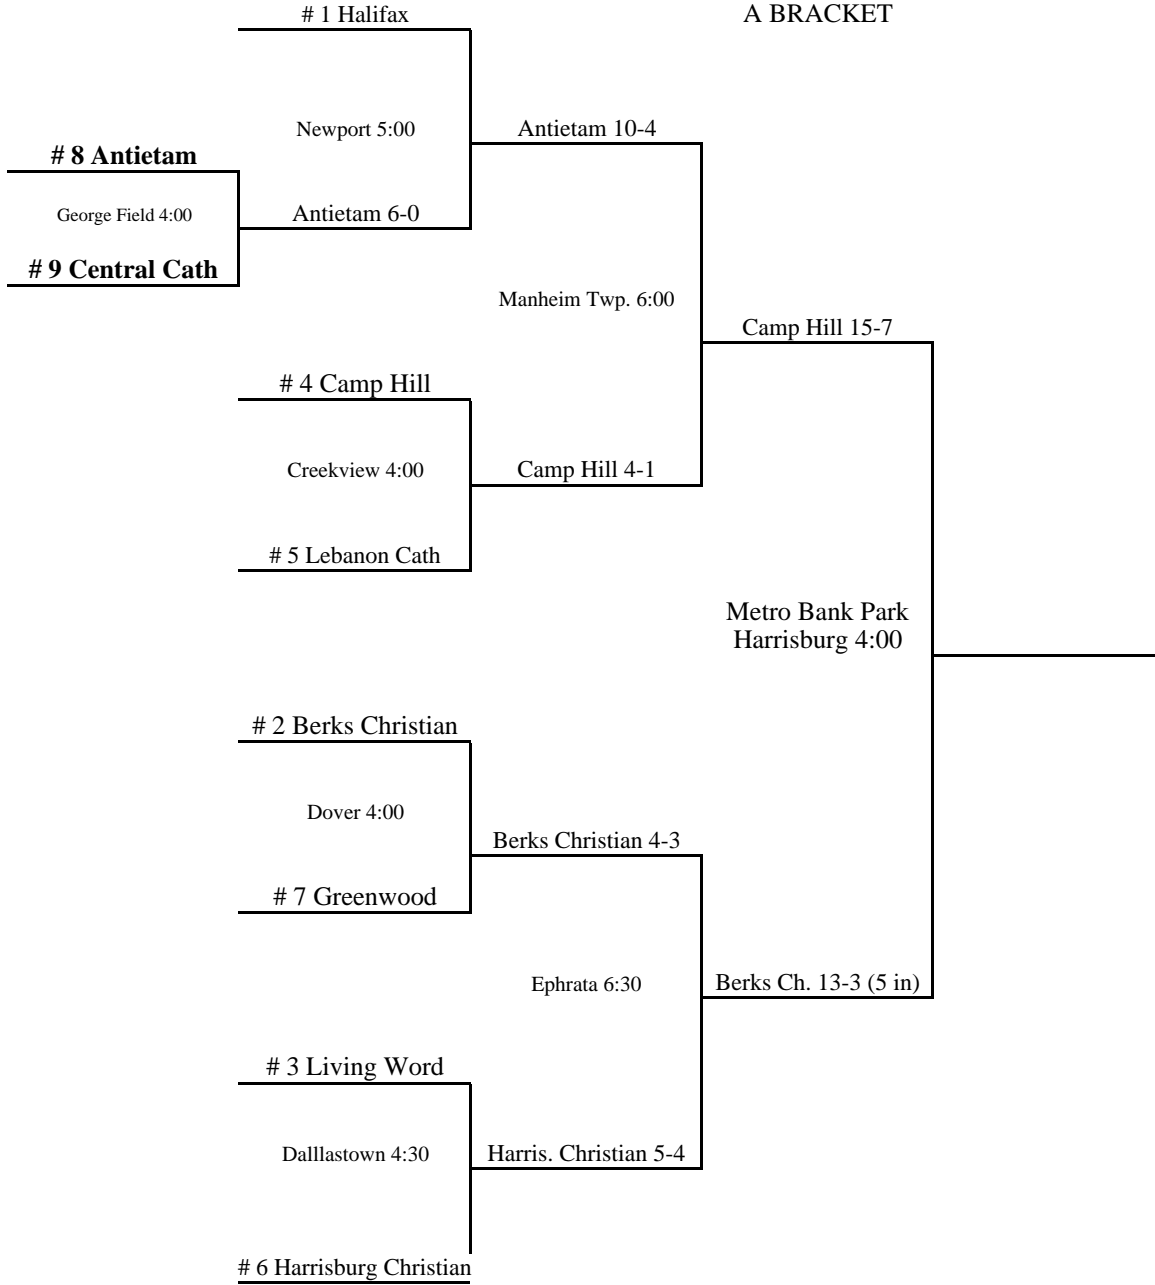 # 1 Halifax
A BRACKET
Newport 5:00
Antietam 10-4
# 8 Antietam
George Field 4:00
Antietam 6-0
# 9 Central Cath
Manheim Twp. 6:00
Camp Hill 15-7
# 4 Camp Hill
Creekview 4:00
Camp Hill 4-1
# 5 Lebanon Cath
Metro Bank Park
Harrisburg 4:00
# 2 Berks Christian
Dover 4:00
Berks Christian 4-3
# 7 Greenwood
Ephrata 6:30
Berks Ch. 13-3 (5 in)
# 3 Living Word
Dalllastown 4:30
Harris. Christian 5-4
# 6 Harrisburg Christian